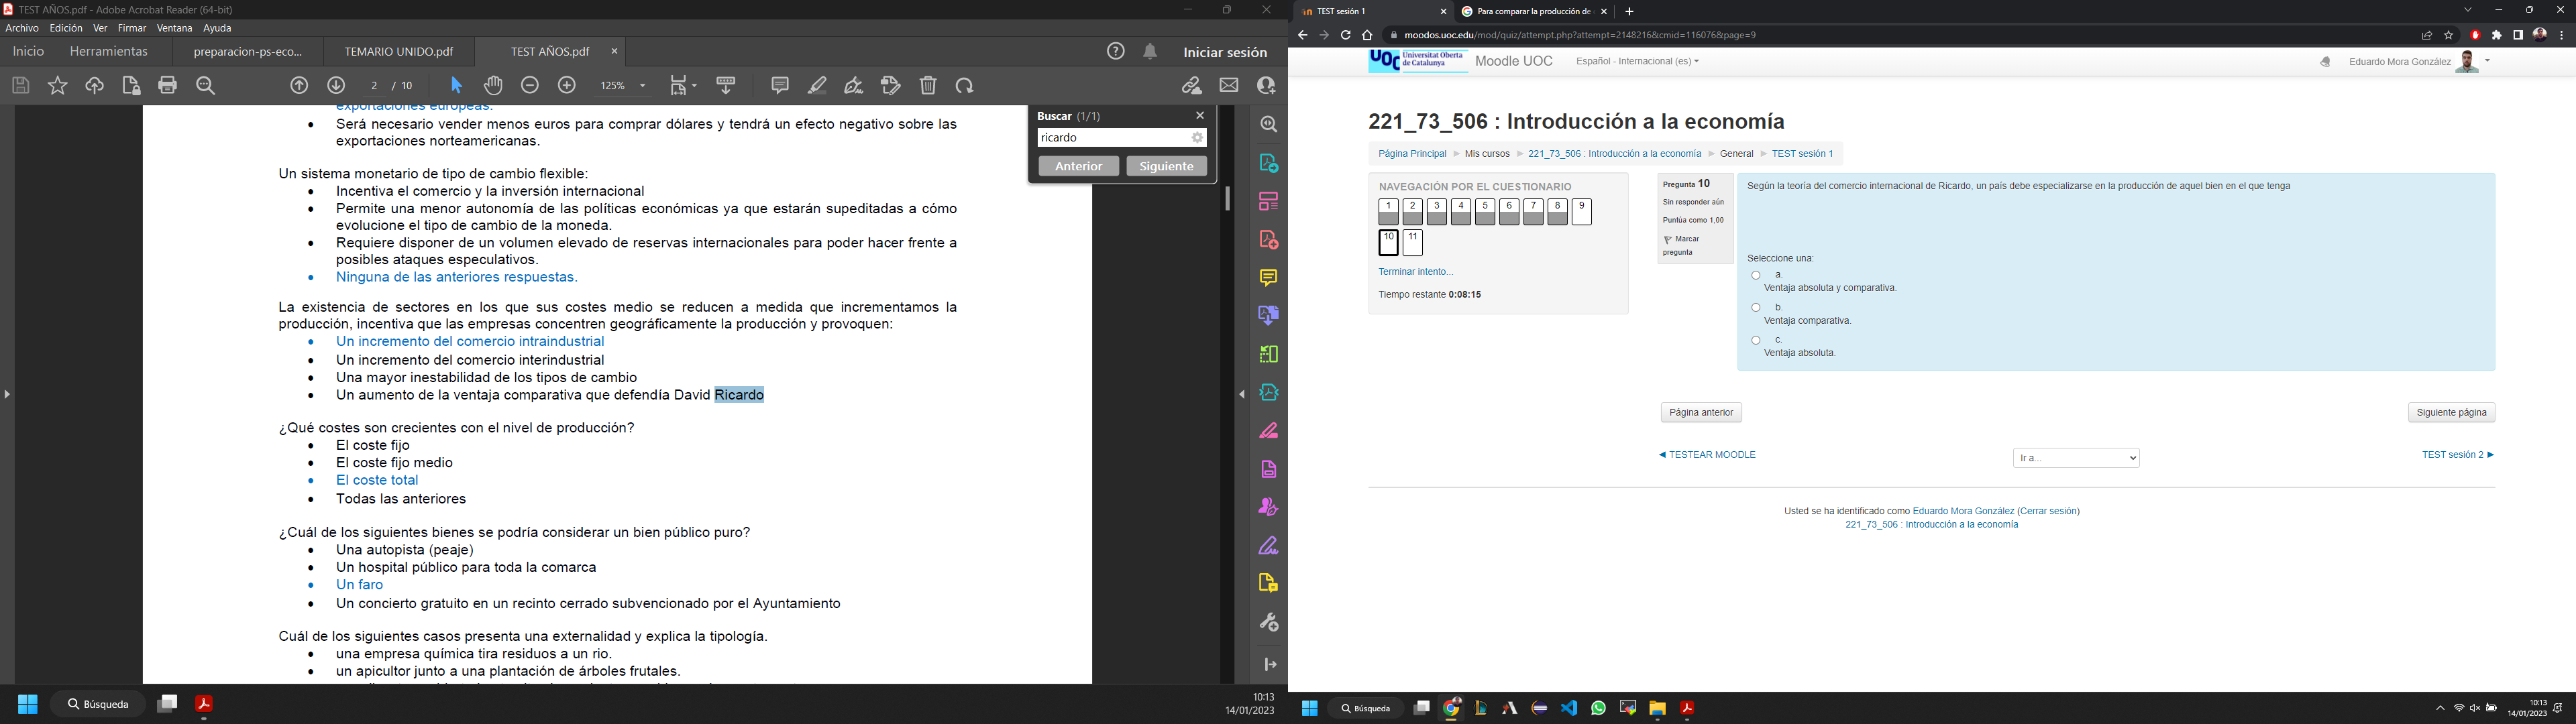 TEST AÑOS.pdf - Adobe Acrobat Reader (64-bit)
Archivo Edición Ver Firmar Ventana Ayuda
Inicio Herramientas preparacion-ps-eco... TEMARIO UNIDO.pdf TEST AÑOS.pdf × Iniciar sesión
2 / 10 125%
exportaciones europeas.
• Será necesario vender menos euros para comprar dólares y tendrá un efecto negativo sobre las
exportaciones norteamericanas.
Un sistema monetario de tipo de cambio flexible:
• Incentiva el comercio y la inversión internacional
• Permite una menor autonomía de las políticas económicas ya que estarán supeditadas a cómo
evolucione el tipo de cambio de la moneda.
• Requiere disponer de un volumen elevado de reservas internacionales para poder hacer frente a
posibles ataques especulativos.
• Ninguna de las anteriores respuestas.
La existencia de sectores en los que sus costes medio se reducen a medida que incrementamos la
producción, incentiva que las empresas concentren geográficamente la producción y provoquen:
• Un incremento del comercio intraindustrial
• Un incremento del comercio interindustrial
• Una mayor inestabilidad de los tipos de cambio
• Un aumento de la ventaja comparativa que defendía David Ricardo
¿Qué costes son crecientes con el nivel de producción?
• El coste fijo
• El coste fijo medio
• El coste total
• Todas las anteriores
¿Cuál de los siguientes bienes se podría considerar un bien público puro?
• Una autopista (peaje)
• Un hospital público para toda la comarca
• Un faro
• Un concierto gratuito en un recinto cerrado subvencionado por el Ayuntamiento
Cuál de los siguientes casos presenta una externalidad y explica la tipología.
• una empresa química tira residuos a un rio.
• un apicultor junto a una plantación de árboles frutales.
Buscar (1/1)
ricardo
Anterior Siguiente
Búsqueda
10:13
14/01/2023
TEST sesión 1 Para comparar la producción de
moodos.uoc.edu/mod/quiz/attempt.php?attempt=2148216&cmid=116076&page=9
UOC Universitat Oberta
de Catalunya
Moodle UOC Español - Internacional (es) Eduardo Mora González
221_73_506 : Introducción a la economía
Página Principal Mis cursos 221_73_506 : Introducción a la economía General TEST sesión 1
NAVEGACIÓN POR EL CUESTIONARIO
1 2 3 4 5 6 7 8 9
10 11
Terminar intento...
Tiempo restante 0:08:15
Pregunta 10
Sin responder aún
Puntúa como 1,00
Marcar
pregunta
Según la teoría del comercio internacional de Ricardo, un país debe especializarse en la producción de aquel bien en el que tenga
Seleccione una:
a.
Ventaja absoluta y comparativa.
b.
Ventaja comparativa.
c.
Ventaja absoluta.
Página anterior Siguiente página
◄ TESTEAR MOODLE Ir a... TEST sesión 2 ►
Usted se ha identificado como Eduardo Mora González (Cerrar sesión)
221_73_506 : Introducción a la economía
Búsqueda
10:13
14/01/2023